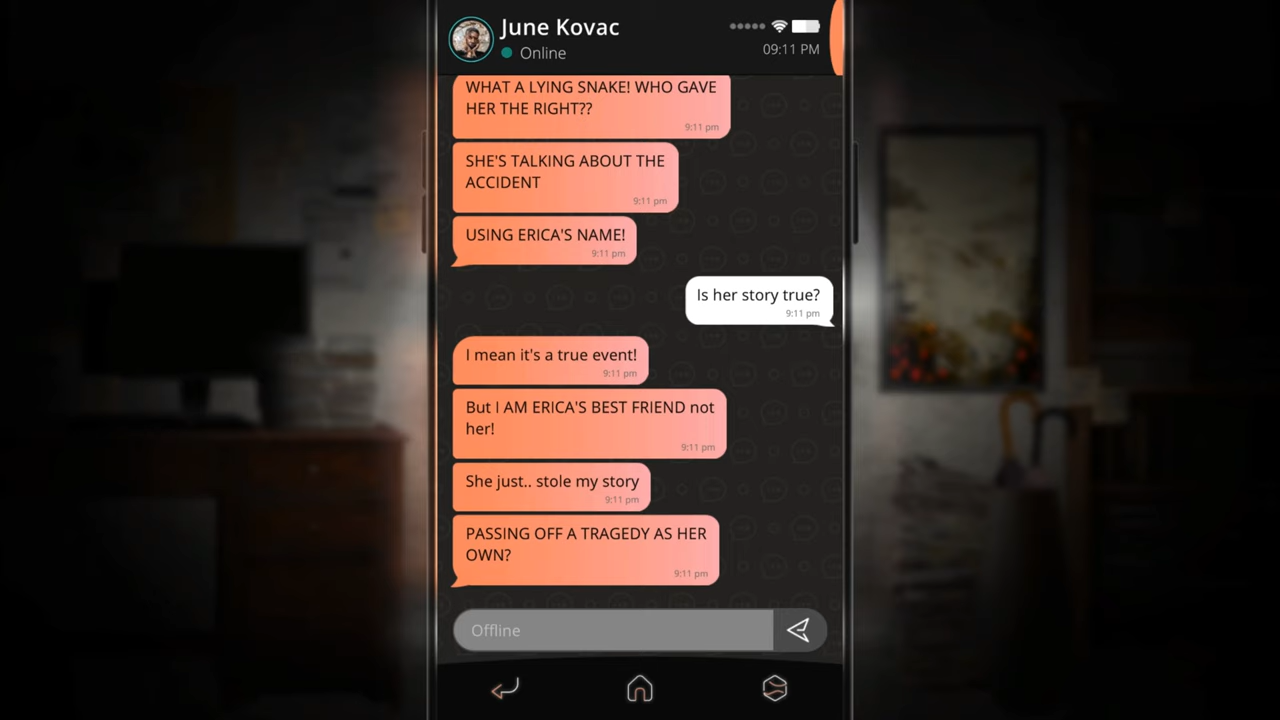 June Kovac
Online
09:11 PM
WHAT A LYING SNAKE! WHO GAVE
HER THE RIGHT??
9:11 pm
SHE'S TALKING ABOUT THE
ACCIDENT
9:11 pm
USING ERICA'S NAME!
9:11 pm
Is her story true?
9:11 pm
I mean it's a true event!
9:11 pm
But I AM ERICA'S BEST FRIEND not
her!
9:11 pm
She just.. stole my story
9:11 pm
PASSING OFF A TRAGEDY AS HER
OWN?
9:11 pm
Offline